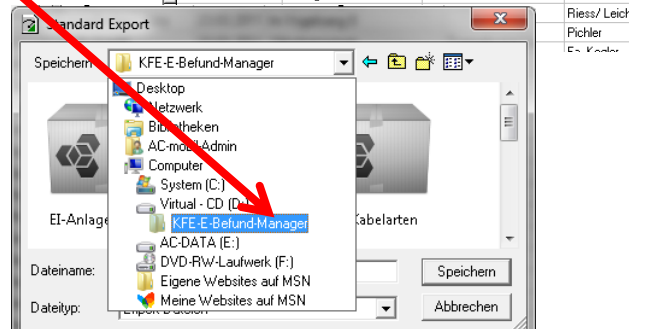 Standard Export
Riess/ Leich
Pichler
Speichern
KFE-E-Befund-Manager
Desktop
Netzwerk
Bibliotheken
AC-mobil-Admin
Computer
System (C:)
Virtual - CD (D:)
KFE-E-Befund-Manager
AC-DATA (E:)
DVD-RW-Laufwerk (F:)
Eigene Websites auf MSN
Meine Websites auf MSN
EI-Anlage
Kabelarten
Dateiname:
Speichern
Dateityp:
Abbrechen